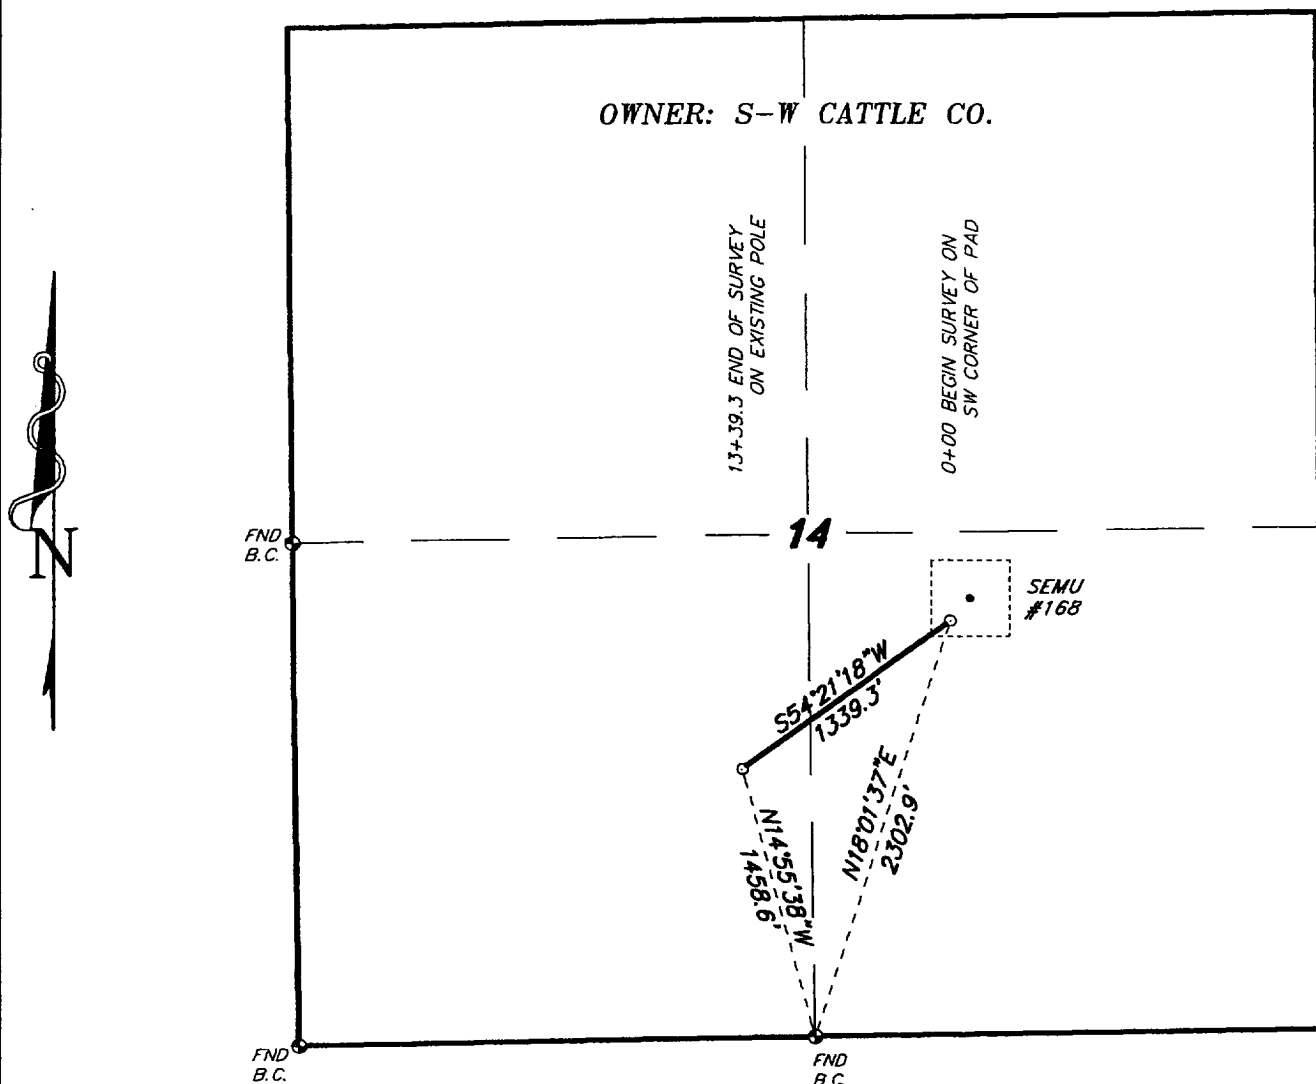 OWNER: S-W CATTLE CO.
13+39.3 END OF SURVEY
ON EXISTING POLE
0+00 BEGIN SURVEY ON
SW CORNER OF PAD
N
FND
B.C.
14
SEMU
#168
S54°21'18"W
1339.3'
N18°01'37"E
2302.9'
N14°55'38"W
1458.6'
FND
B.C.
FND
B.C.